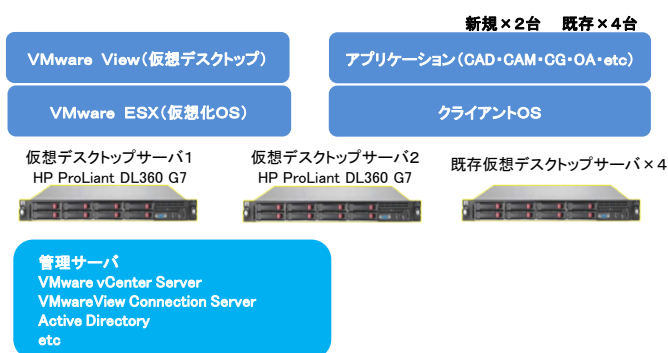 新規×2台 既存×4台
VMware View(仮想デスクトップ)
アプリケーション(CAD・CAM・CG・OA・etc)
VMware ESX(仮想化OS)
クライアントOS
仮想デスクトップサーバ1
HP ProLiant DL360 G7
仮想デスクトップサーバ2
HP ProLiant DL360 G7
既存仮想デスクトップサーバ×4
管理サーバ
VMware vCenter Server
VMwareView Connection Server
Active Directory
etc